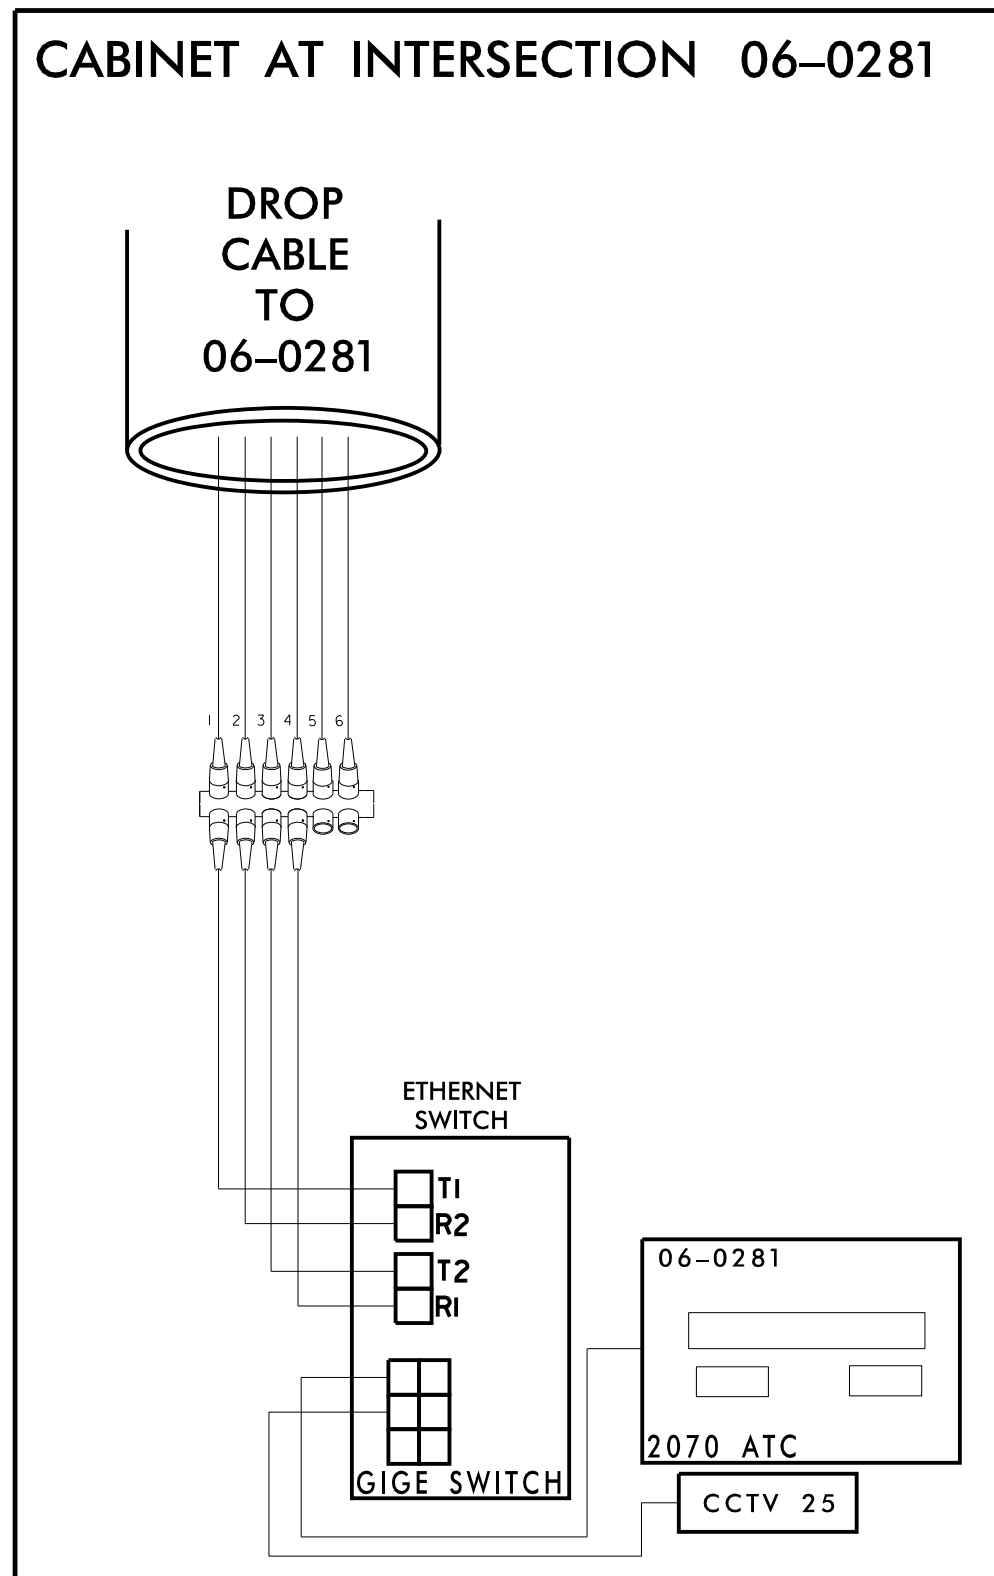 CABINET AT INTERSECTION 06–0281
DROP
CABLE
TO
06–0281
1 2 3 4 5 6
ETHERNET
SWITCH
T1
R2
T2
R1
GIGE SWITCH
06–0281
2070 ATC
CCTV 25